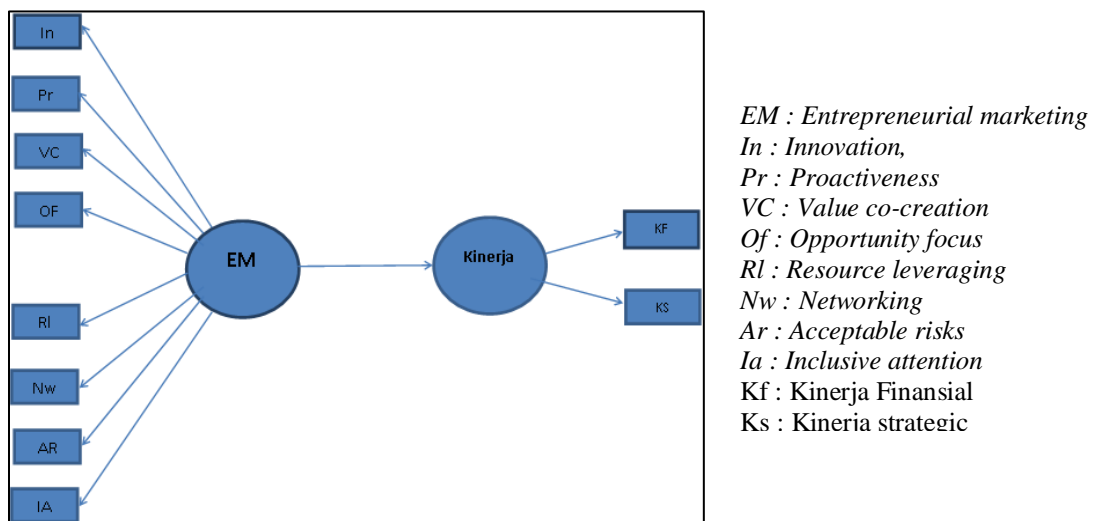 In
Pr
VC
OF
Rl
Nw
AR
IA
EM
Kinerja
KF
KS
EM : Entrepreneurial marketing
In : Innovation,
Pr : Proactiveness
VC : Value co-creation
Of : Opportunity focus
Rl : Resource leveraging
Nw : Networking
Ar : Acceptable risks
Ia : Inclusive attention
Kf : Kinerja Finansial
Ks : Kinerja strategic